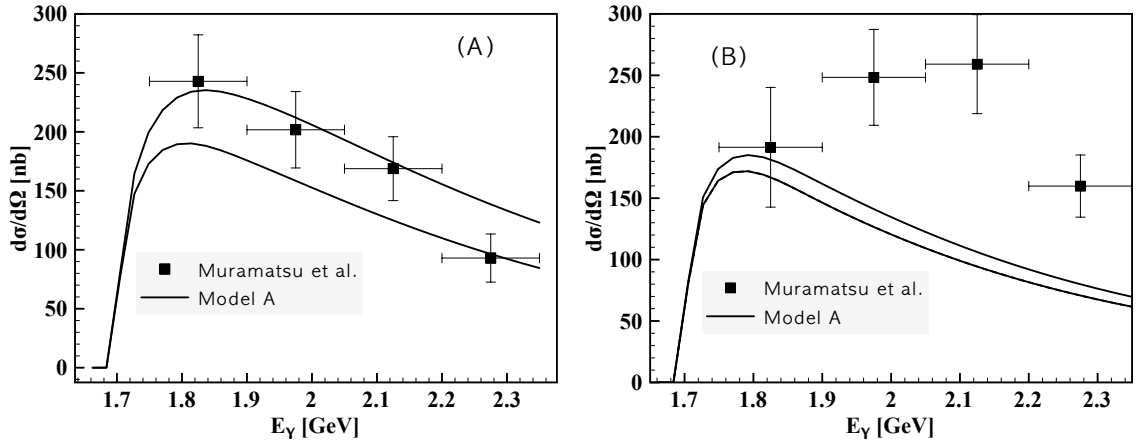 300
250
200
150
100
50
0
dσ/dΩ [nb]
(A)
Muramatsu et al.
Model A
1.7 1.8 1.9 2 2.1 2.2 2.3
Eγ [GeV]
300
250
200
150
100
50
0
dσ/dΩ [nb]
(B)
Muramatsu et al.
Model A
1.7 1.8 1.9 2 2.1 2.2 2.3
Eγ [GeV]